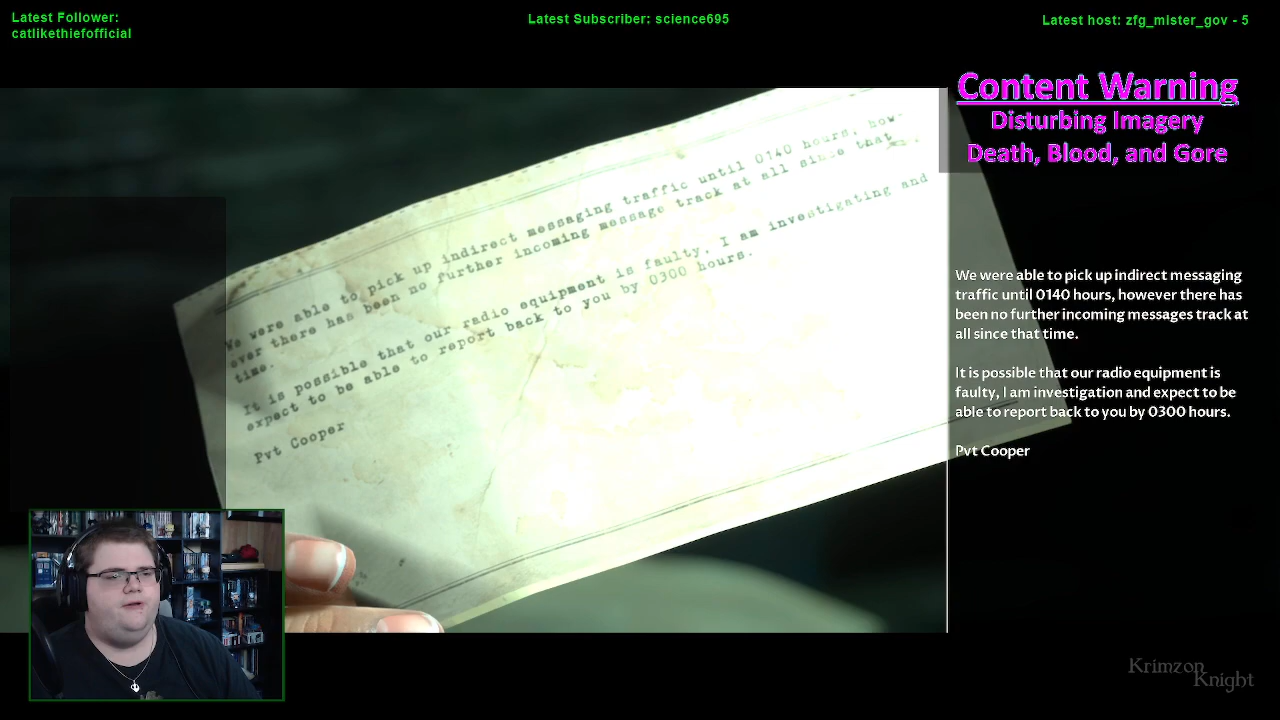 Latest Follower:
catlikethiefofficial
Latest Subscriber: science695
Latest host: zfg_mister_gov - 5
Content Warning
Disturbing Imagery
Death, Blood, and Gore
We were able to pick up indirect messaging traffic until 0140 hours, how-
ever there has been no further incoming message track at all since that
time.
It is possible that our radio equipment is faulty, I am investigating and
expect to be able to report back to you by 0300 hours.
Pvt Cooper
We were able to pick up indirect messaging
traffic until 0140 hours, however there has
been no further incoming messages track at
all since that time.
It is possible that our radio equipment is
faulty, I am investigation and expect to be
able to report back to you by 0300 hours.
Pvt Cooper
Krimzon
Knight